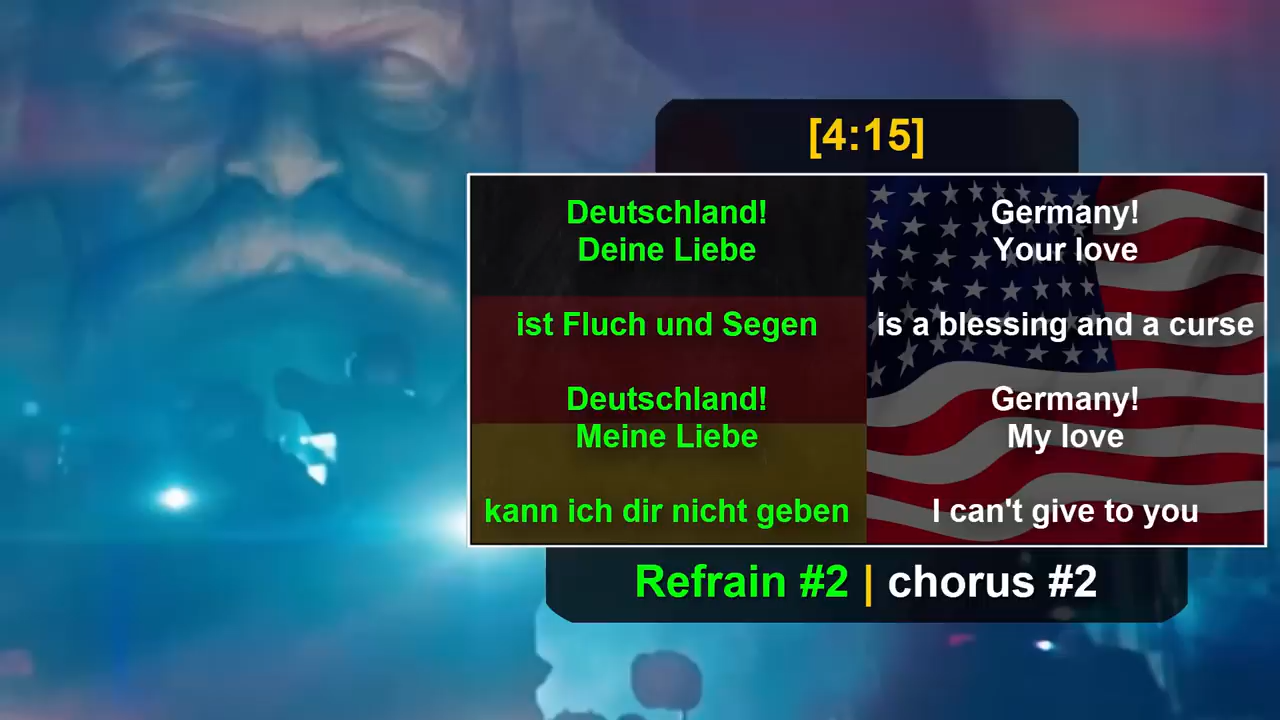 [4:15]
Deutschland!
Deine Liebe
ist Fluch und Segen
Deutschland!
Meine Liebe
kann ich dir nicht geben
Germany!
Your love
is a blessing and a curse
Germany!
My love
I can't give to you
Refrain #2 | chorus #2